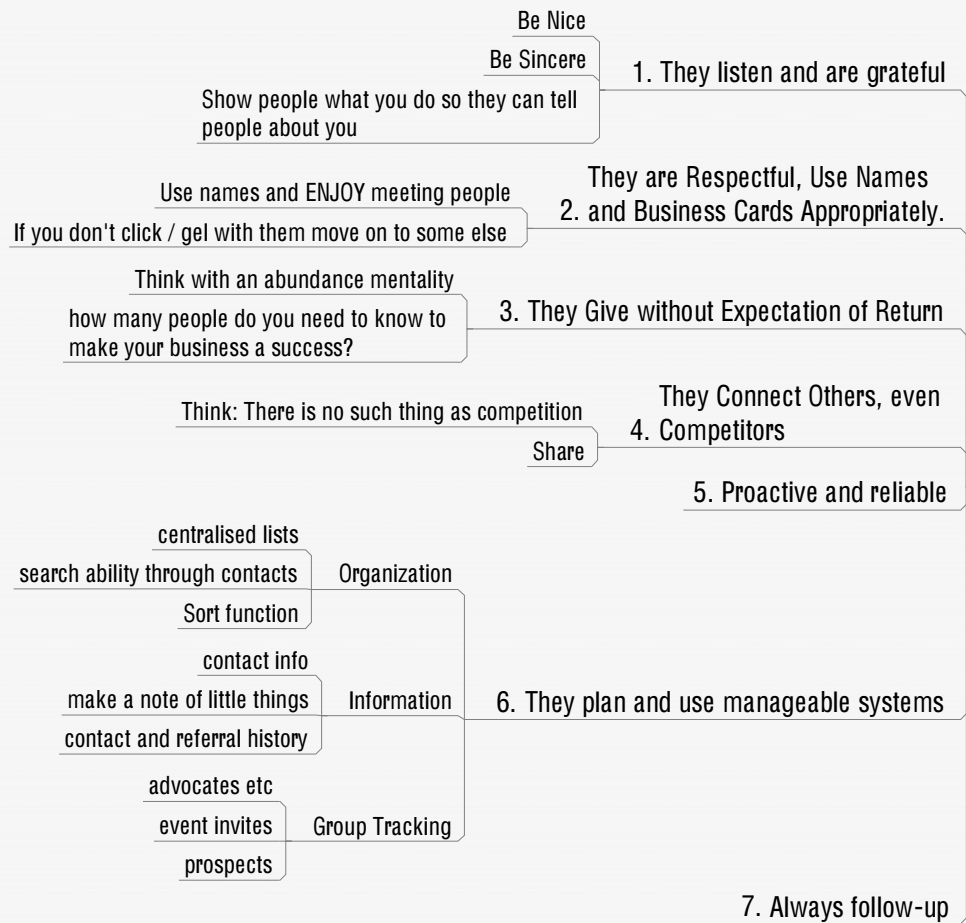 1. They listen and are grateful
Be Nice
Be Sincere
Show people what you do so they can tell
people about you
They are Respectful, Use Names
2. and Business Cards Appropriately.
Use names and ENJOY meeting people
If you don't click / gel with them move on to some else
3. They Give without Expectation of Return
Think with an abundance mentality
how many people do you need to know to
make your business a success?
They Connect Others, even
4. Competitors
Think: There is no such thing as competition
Share
5. Proactive and reliable
6. They plan and use manageable systems
Organization
centralised lists
search ability through contacts
Sort function
Information
contact info
make a note of little things
contact and referral history
Group Tracking
advocates etc
event invites
prospects
7. Always follow-up